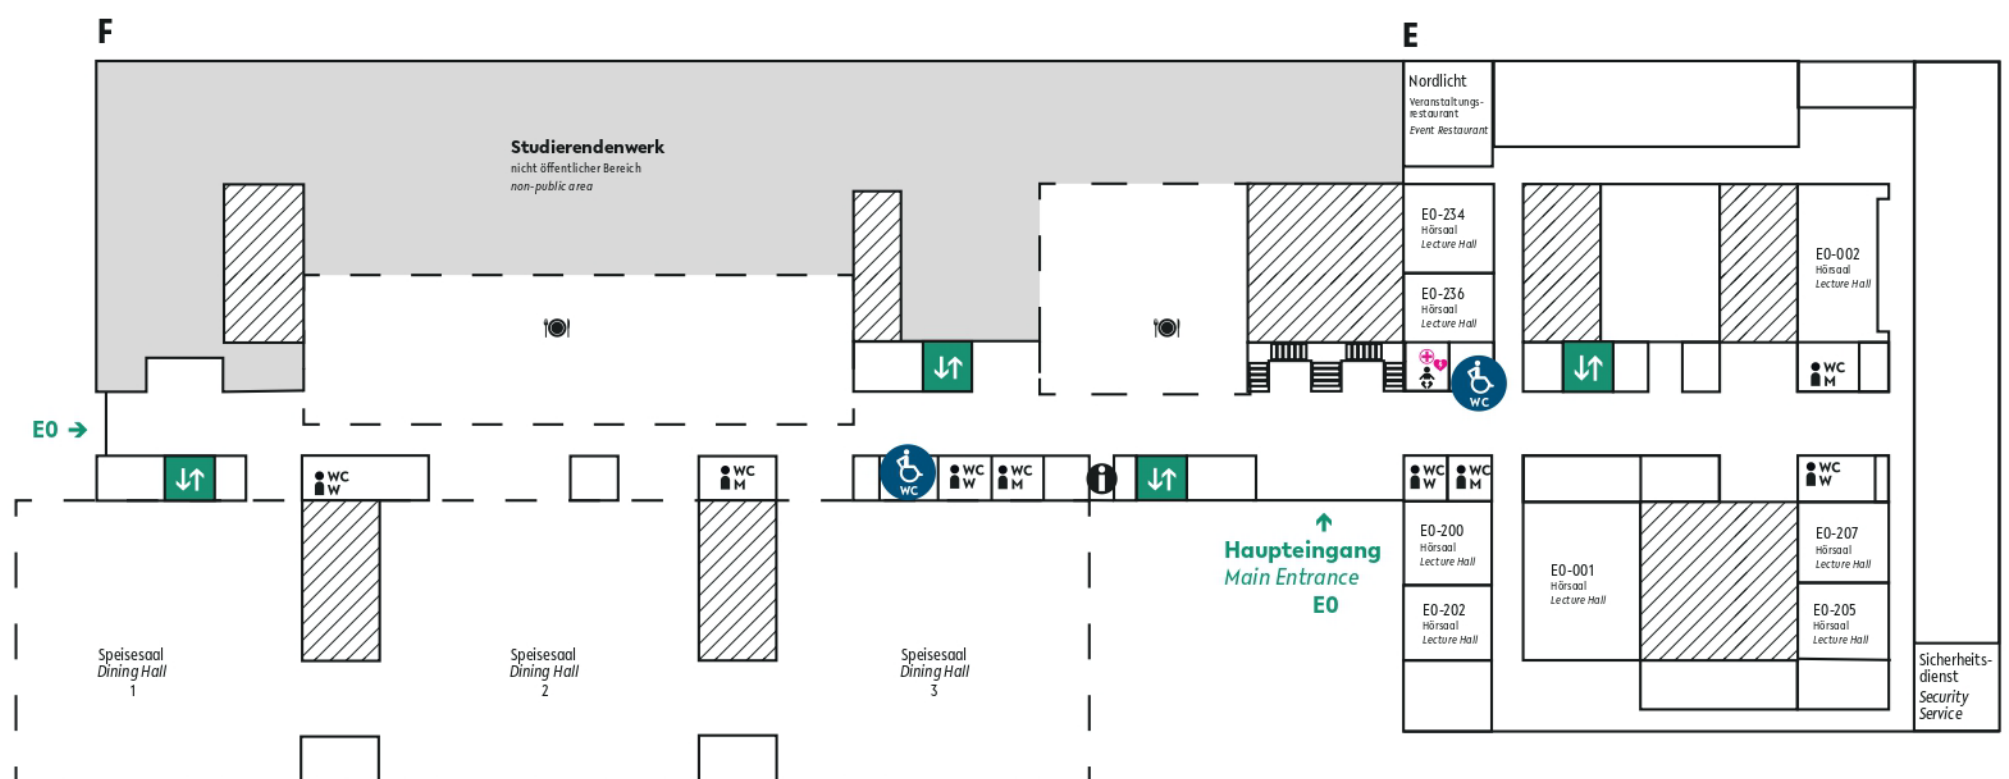 F
E
Nordlicht
Veranstaltungs-
restaurant
Event Restaurant
Studierendenwerk
nicht öffentlicher Bereich
non-public area
E0-234
Hörsaal
Lecture Hall
E0-236
Hörsaal
Lecture Hall
E0-002
Hörsaal
Lecture Hall
WC
WC
M
E0
WC
W
WC
M
WC
WC
W
WC
M
WC
W
WC
M
WC
W
Haupteingang
Main Entrance
E0
E0-200
Hörsaal
Lecture Hall
E0-202
Hörsaal
Lecture Hall
E0-001
Hörsaal
Lecture Hall
E0-207
Hörsaal
Lecture Hall
E0-205
Hörsaal
Lecture Hall
Speisesaal
Dining Hall
1
Speisesaal
Dining Hall
2
Speisesaal
Dining Hall
3
Sicherheits-
dienst
Security
Service